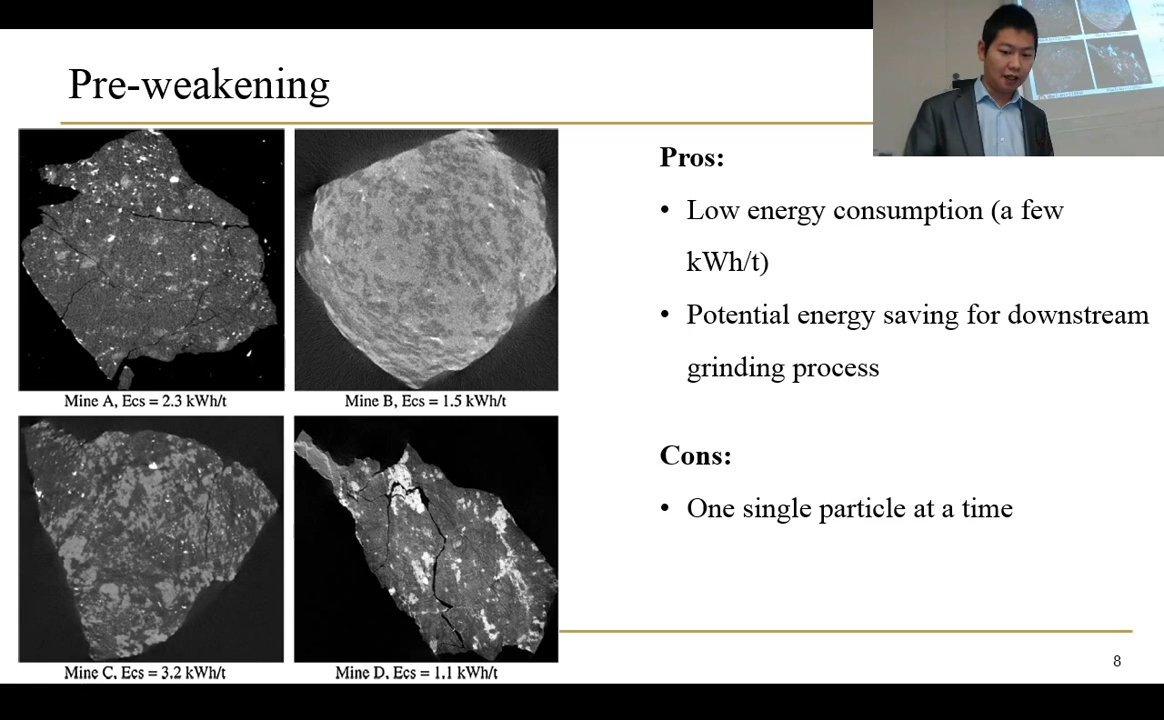 Pre-weakening
Mine A, Ecs = 2.3 kWh/t
Mine B, Ecs = 1.5 kWh/t
Mine C, Ecs = 3.2 kWh/t
Mine D, Ecs = 1.1 kWh/t
Pros:
• Low energy consumption (a few
kWh/t)
• Potential energy saving for downstream
grinding process
Cons:
• One single particle at a time
8